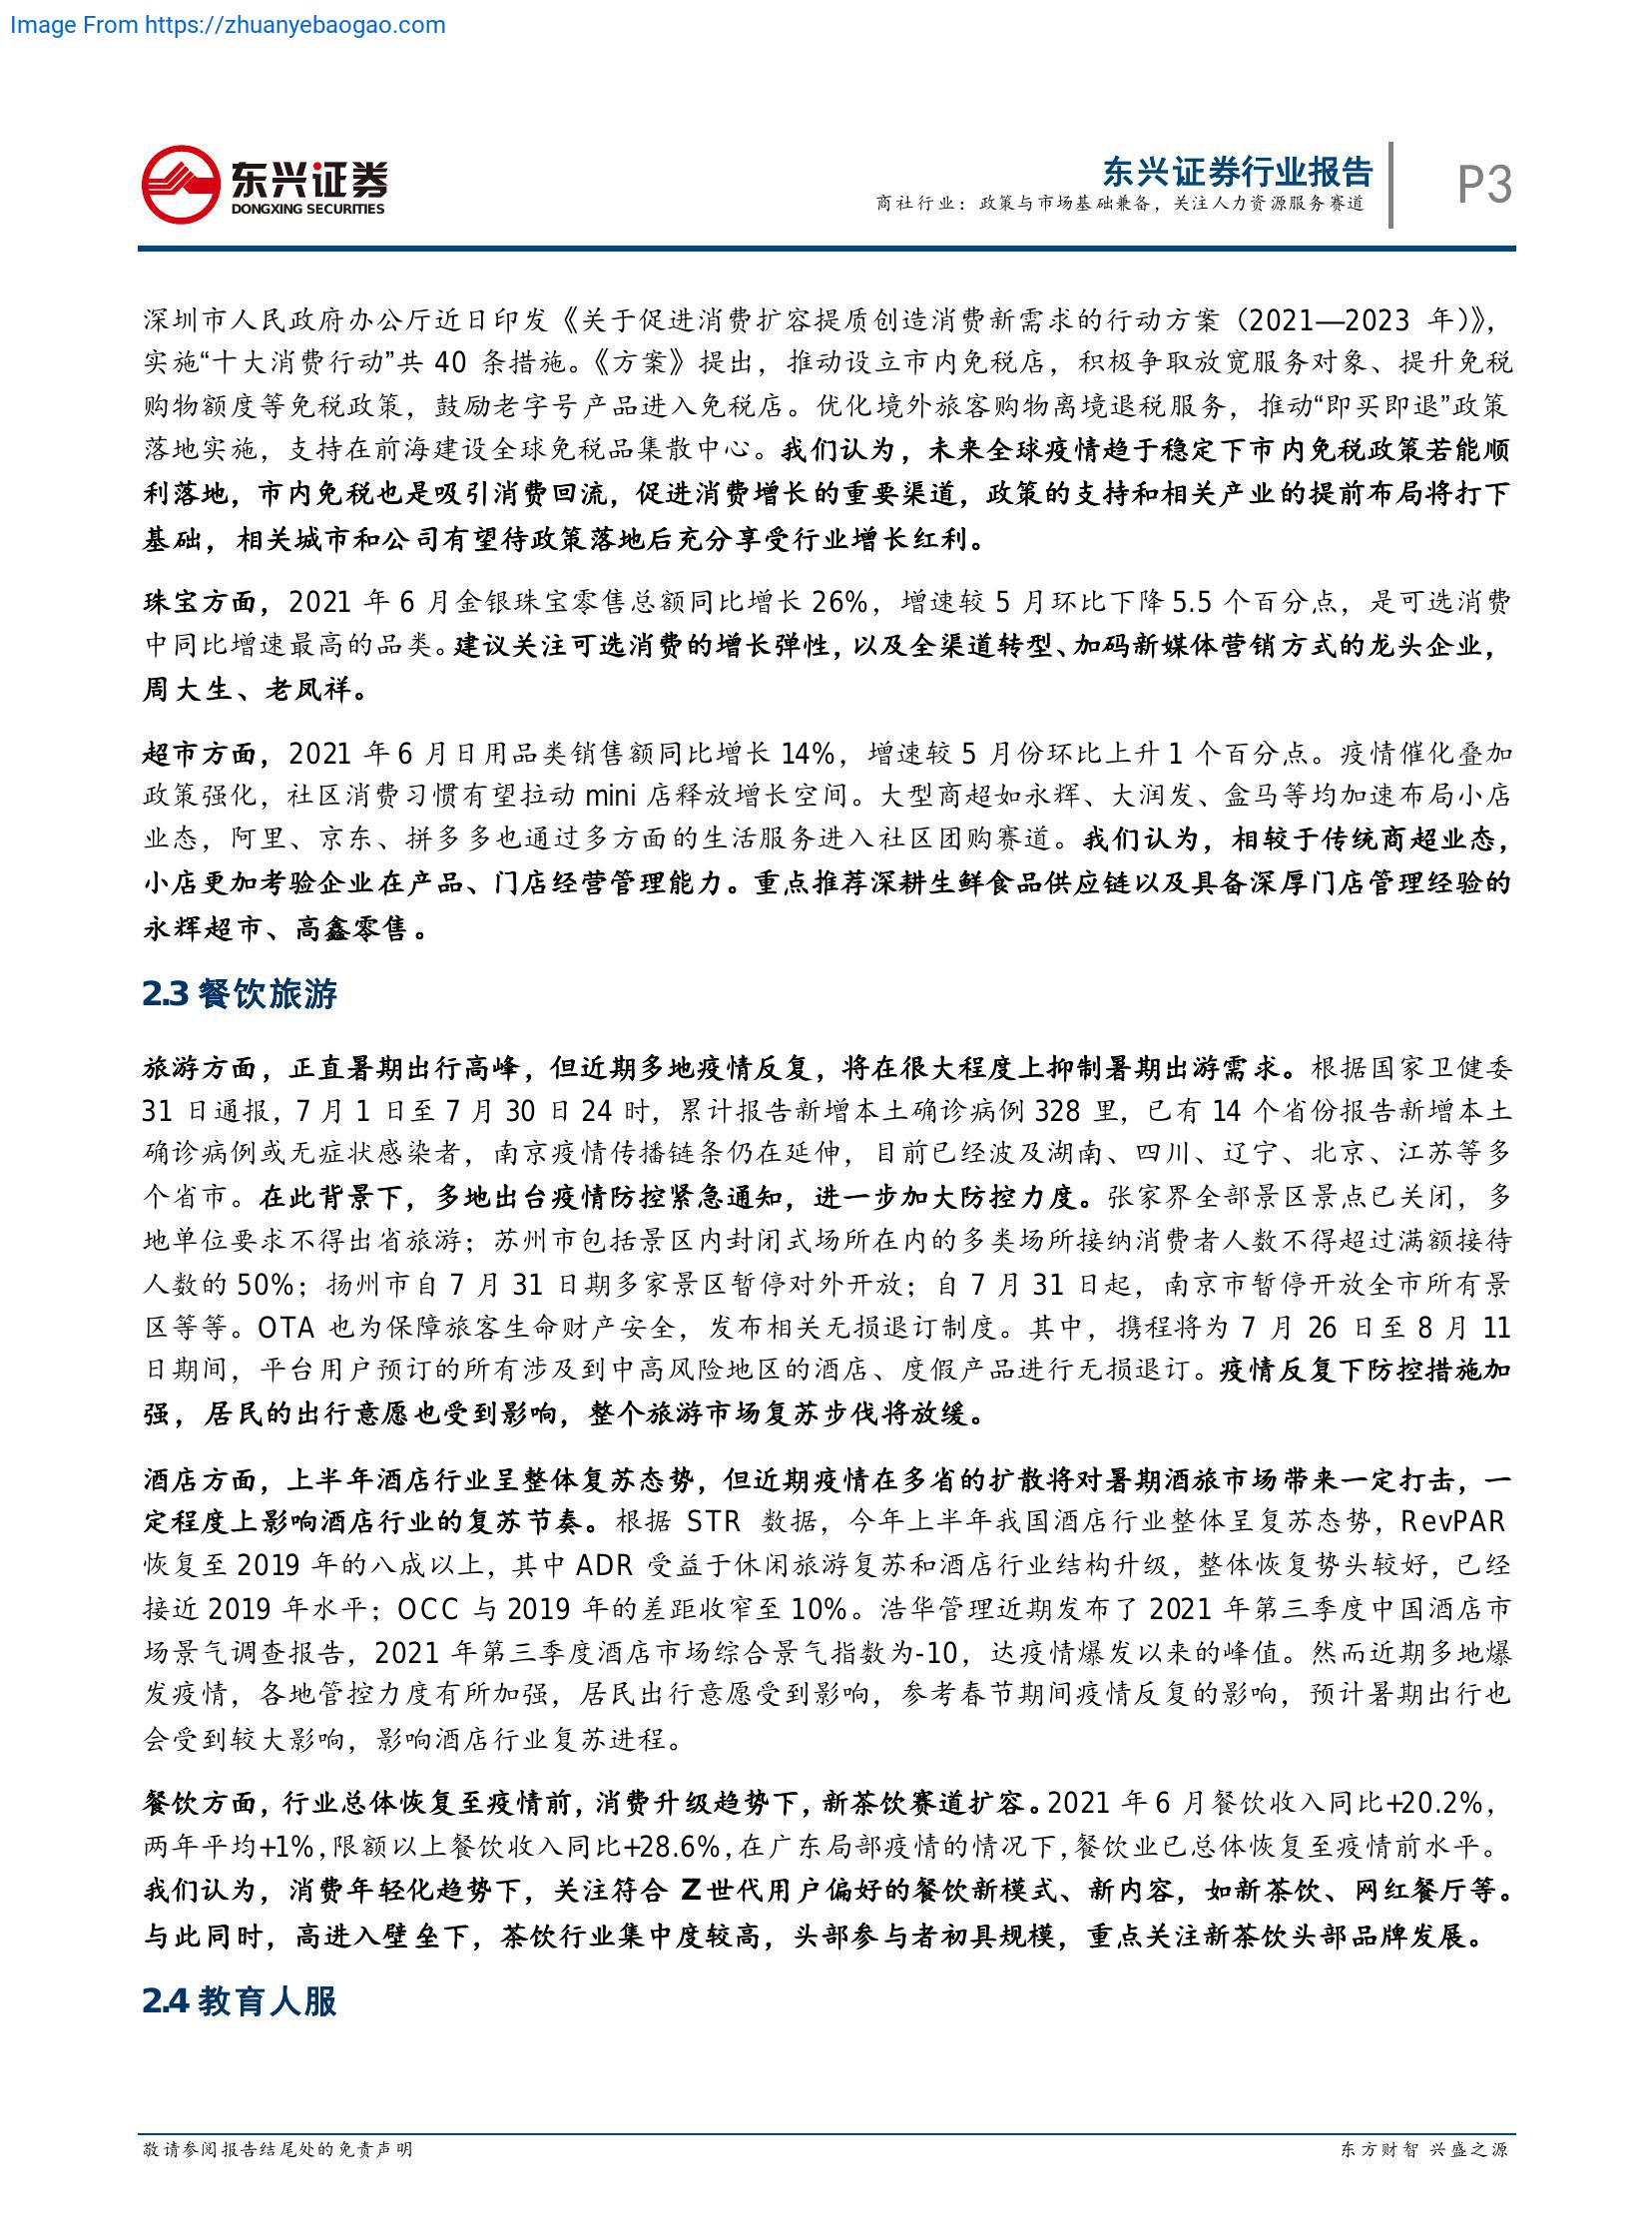 Image From https://zhuanyebaogao.com
东兴证券
DONGXING SECURITIES
东兴证券行业报告
商社行业：政策与市场基础兼备，关注人力资源服务赛道
P3
深圳市人民政府办公厅近日印发《关于促进消费扩容提质创造消费新需求的行动方案（2021—2023 年）》，
实施“十大消费行动”共 40 条措施。《方案》提出，推动设立市内免税店，积极争取放宽服务对象、提升免税
购物额度等免税政策，鼓励老字号产品进入免税店。优化境外旅客购物离境退税服务，推动“即买即退”政策
落地实施，支持在前海建设全球免税品集散中心。我们认为，未来全球疫情趋于稳定下市内免税政策若能顺
利落地，市内免税也是吸引消费回流，促进消费增长的重要渠道，政策的支持和相关产业的提前布局将打下
基础，相关城市和公司有望待政策落地后充分享受行业增长红利。
珠宝方面，2021 年 6 月金银珠宝零售总额同比增长 26%，增速较 5 月环比下降 5.5 个百分点，是可选消费
中同比增速最高的品类。建议关注可选消费的增长弹性，以及全渠道转型、加码新媒体营销方式的龙头企业，
周大生、老凤祥。
超市方面，2021 年 6 月日用品类销售额同比增长 14%，增速较 5 月份环比上升 1 个百分点。疫情催化叠加
政策强化，社区消费习惯有望拉动 mini 店释放增长空间。大型商超如永辉、大润发、盒马等均加速布局小店
业态，阿里、京东、拼多多也通过多方面的生活服务进入社区团购赛道。我们认为，相较于传统商超业态，
小店更加考验企业在产品、门店经营管理能力。重点推荐深耕生鲜食品供应链以及具备深厚门店管理经验的
永辉超市、高鑫零售。
2.3 餐饮旅游
旅游方面，正直暑期出行高峰，但近期多地疫情反复，将在很大程度上抑制暑期出游需求。根据国家卫健委
31 日通报，7 月 1 日至 7 月 30 日 24 时，累计报告新增本土确诊病例 328 里，已有 14 个省份报告新增本土
确诊病例或无症状感染者，南京疫情传播链条仍在延伸，目前已经波及湖南、四川、辽宁、北京、江苏等多
个省市。在此背景下，多地出台疫情防控紧急通知，进一步加大防控力度。张家界全部景区景点已关闭，多
地单位要求不得出省旅游；苏州市包括景区内封闭式场所在内的多类场所接纳消费者人数不得超过满额接待
人数的 50%；扬州市自 7 月 31 日期多家景区暂停对外开放；自 7 月 31 日起，南京市暂停开放全市所有景
区等等。OTA 也为保障旅客生命财产安全，发布相关无损退订制度。其中，携程将为 7 月 26 日至 8 月 11
日期间，平台用户预订的所有涉及到中高风险地区的酒店、度假产品进行无损退订。疫情反复下防控措施加
强，居民的出行意愿也受到影响，整个旅游市场复苏步伐将放缓。
酒店方面，上半年酒店行业呈整体复苏态势，但近期疫情在多省的扩散将对暑期酒旅市场带来一定打击，一
定程度上影响酒店行业的复苏节奏。根据 STR 数据，今年上半年我国酒店行业整体呈复苏态势，RevPAR
恢复至 2019 年的八成以上，其中 ADR 受益于休闲旅游复苏和酒店行业结构升级，整体恢复势头较好，已经
接近 2019 年水平；OCC 与 2019 年的差距收窄至 10%。浩华管理近期发布了 2021 年第三季度中国酒店市
场景气调查报告，2021 年第三季度酒店市场综合景气指数为-10，达疫情爆发以来的峰值。然而近期多地爆
发疫情，各地管控力度有所加强，居民出行意愿受到影响，参考春节期间疫情反复的影响，预计暑期出行也
会受到较大影响，影响酒店行业复苏进程。
餐饮方面，行业总体恢复至疫情前，消费升级趋势下，新茶饮赛道扩容。2021 年 6 月餐饮收入同比+20.2%，
两年平均+1%，限额以上餐饮收入同比+28.6%，在广东局部疫情的情况下，餐饮业已总体恢复至疫情前水平。
我们认为，消费年轻化趋势下，关注符合 Z世代用户偏好的餐饮新模式、新内容，如新茶饮、网红餐厅等。
与此同时，高进入壁垒下，茶饮行业集中度较高，头部参与者初具规模，重点关注新茶饮头部品牌发展。
2.4 教育人服
敬请参阅报告结尾处的免责声明
东方财智 兴盛之源